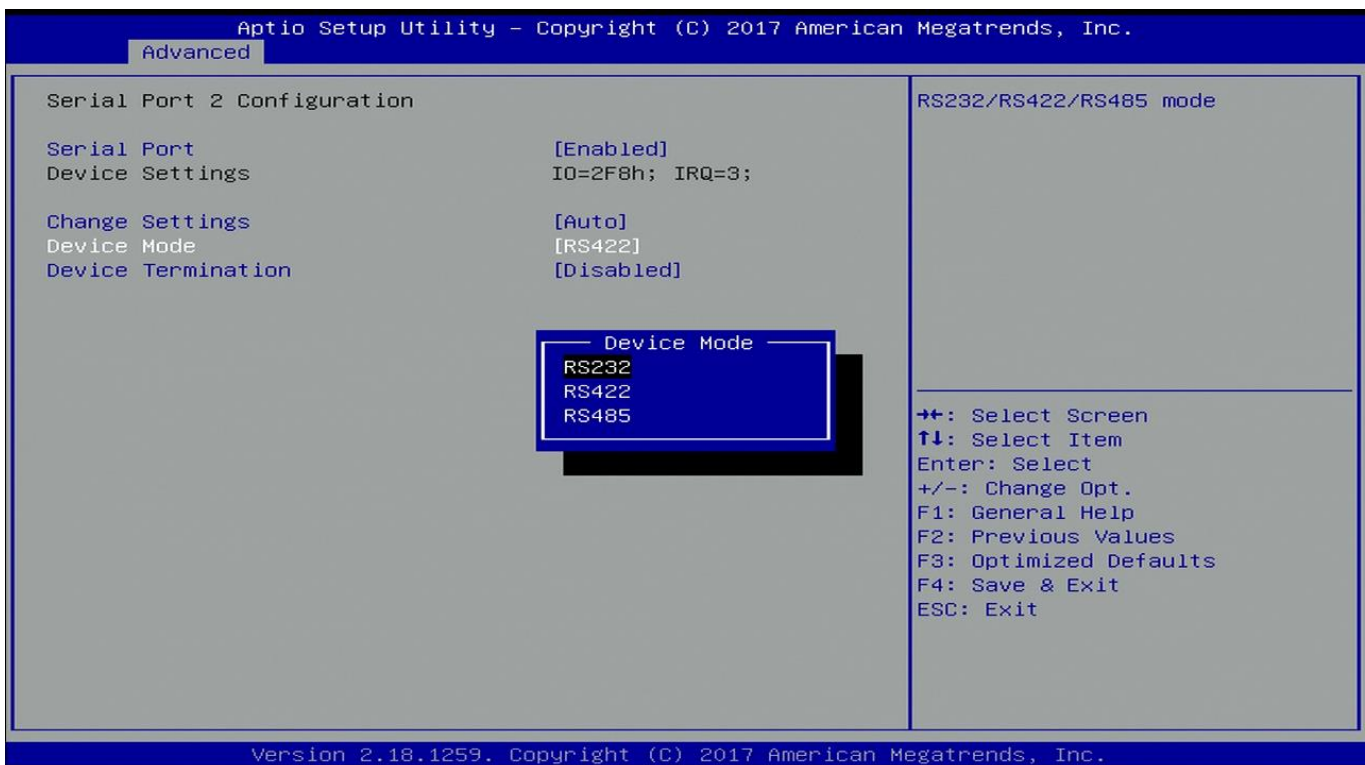 Aptio Setup Utility – Copyright (C) 2017 American Megatrends, Inc.
Advanced
Serial Port 2 Configuration
Serial Port [Enabled]
Device Settings IO=2F8h; IRQ=3;
Change Settings [Auto]
Device Mode [RS422]
Device Termination [Disabled]
Device Mode
RS232
RS422
RS485
RS232/RS422/RS485 mode
→←: Select Screen
↑↓: Select Item
Enter: Select
+/-: Change Opt.
F1: General Help
F2: Previous Values
F3: Optimized Defaults
F4: Save & Exit
ESC: Exit
Version 2.18.1259. Copyright (C) 2017 American Megatrends, Inc.